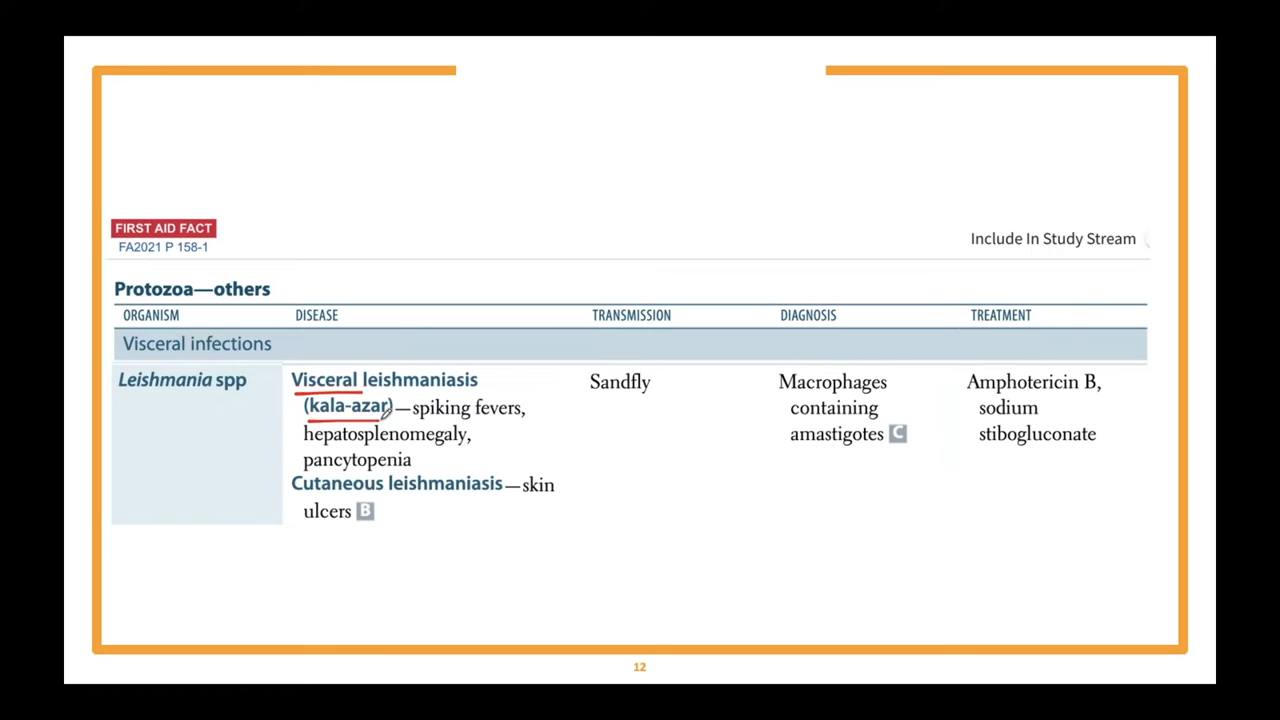 FIRST AID FACT
FA2021 P 158-1
Include In Study Stream
Protozoa—others
ORGANISM DISEASE TRANSMISSION DIAGNOSIS TREATMENT
Visceral infections
Leishmania spp
Visceral leishmaniasis
(kala-azar)—spiking fevers,
hepatosplenomegaly,
pancytopenia
Cutaneous leishmaniasis—skin
ulcers B
Sandfly
Macrophages
containing
amastigotes C
Amphotericin B,
sodium
stibogluconate
12